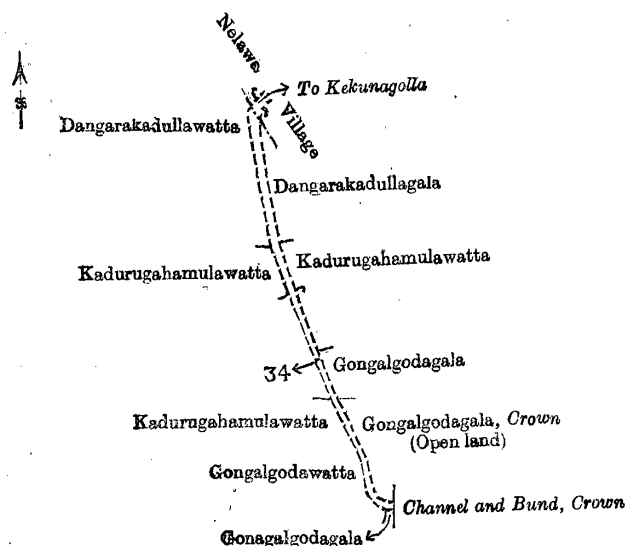 Nelawa
To Kekunagolla
Dangarakadullawatta
Village
Dangarakadullagala
Kadurugahamulawatta
Kadurugahamulawatta
Gongalgodagala
34
Kadurugahamulawatta
Gongalgodagala, Crown
(Open land)
Gongalgodawatta
Channel and Bund, Crown
Gonagalgodagala